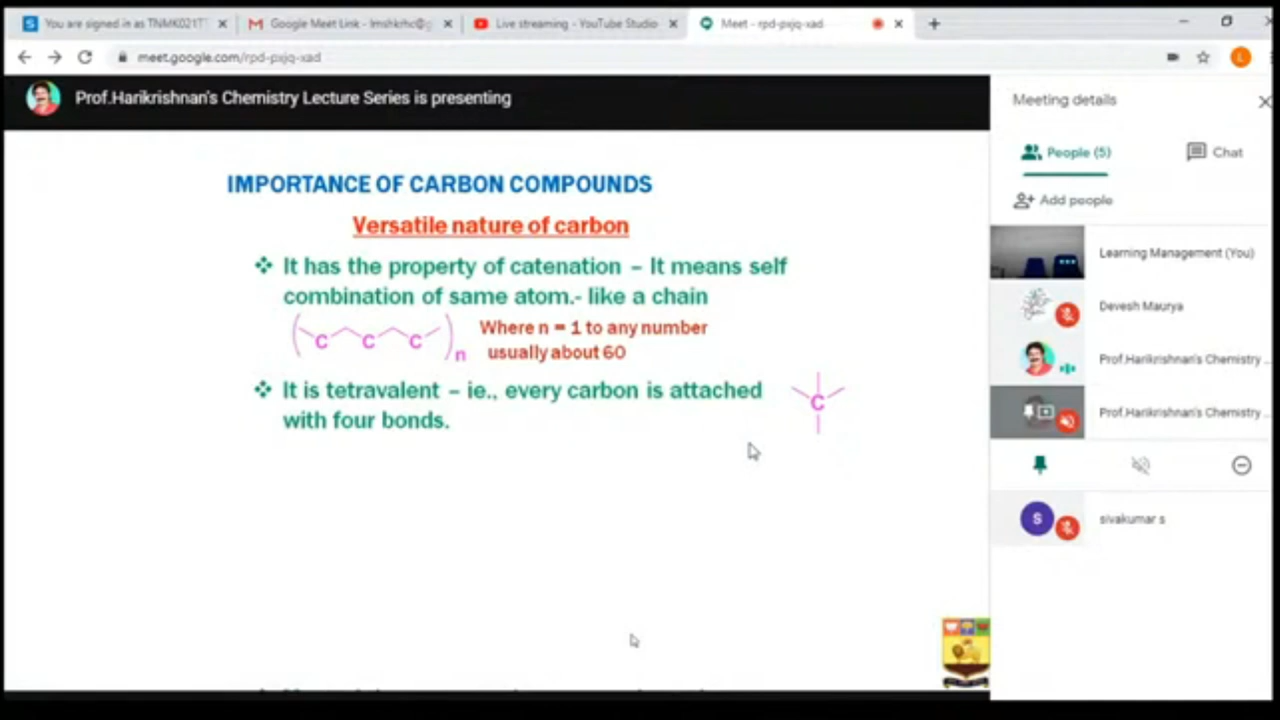 You are signed in as TNMK021T
Google Meet Link - lmshkrhc@g
Live streaming - YouTube Studio
Meet - rpd-pxjq-xad
meet.google.com/rpd-pxjq-xad
L
Prof.Harikrishnan's Chemistry Lecture Series is presenting
Meeting details
People (5)
Chat
Add people
IMPORTANCE OF CARBON COMPOUNDS
Versatile nature of carbon
❖ It has the property of catenation – It means self
combination of same atom.- like a chain
C C C n
Where n = 1 to any number
usually about 60
❖ It is tetravalent – ie., every carbon is attached
with four bonds.
C
Learning Management (You)
Devesh Maurya
Prof.Harikrishnan's Chemistry ...
Prof.Harikrishnan's Chemistry ...
S
sivakumar s